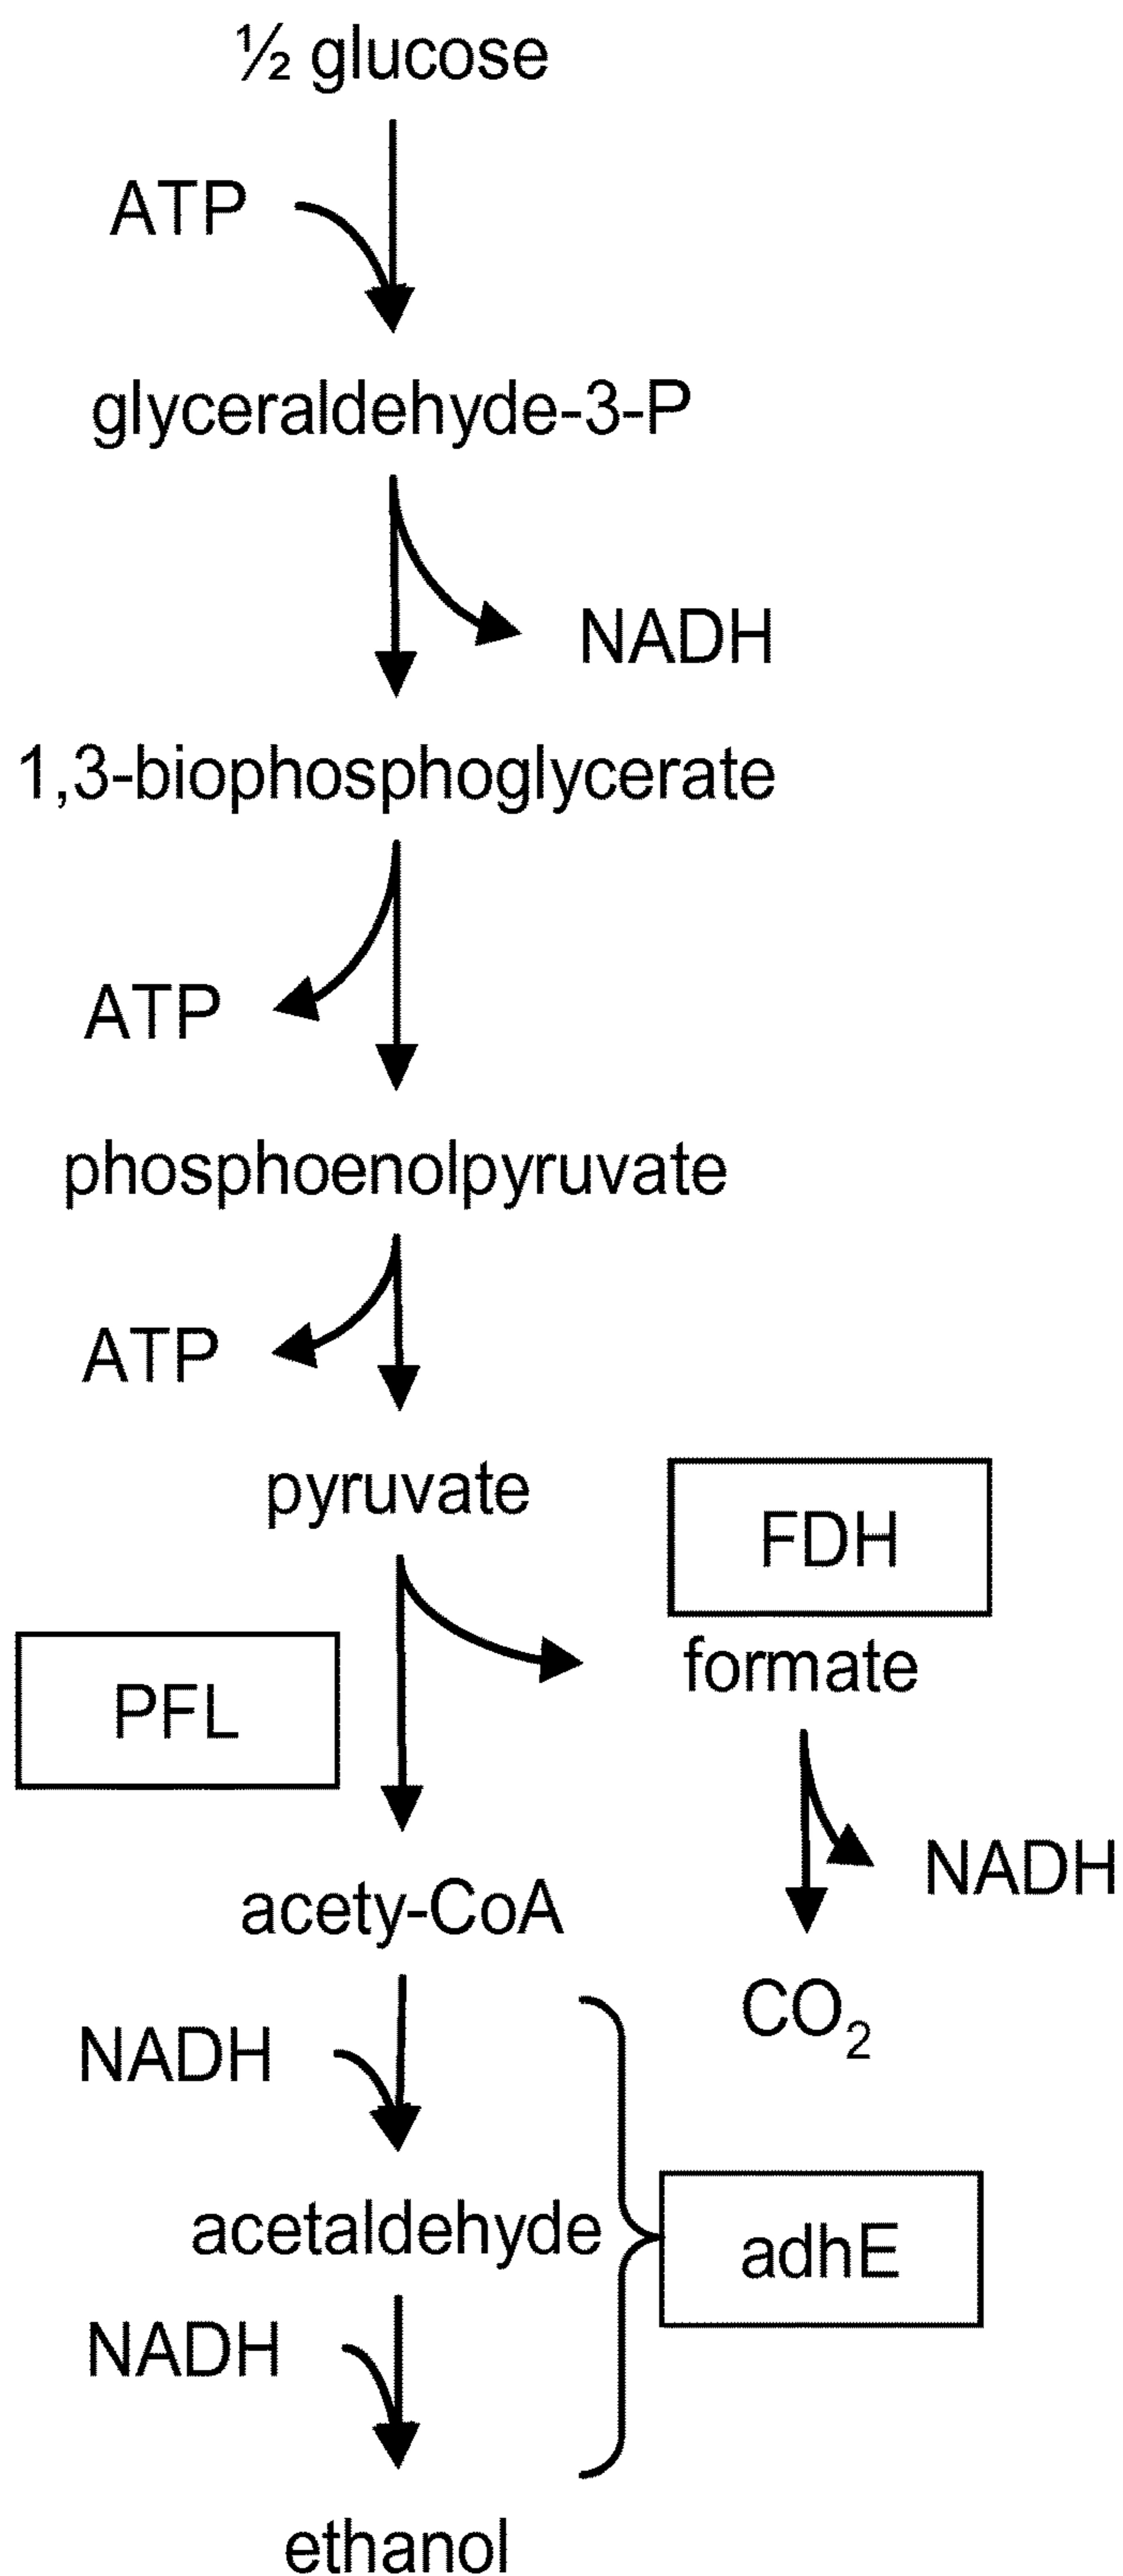 ½ glucose
ATP
glyceraldehyde-3-P
NADH
1,3-biophosphoglycerate
ATP
phosphoenolpyruvate
ATP
pyruvate
FDH
formate
PFL
NADH
acety-CoA
CO₂
NADH
acetaldehyde
adhE
NADH
ethanol